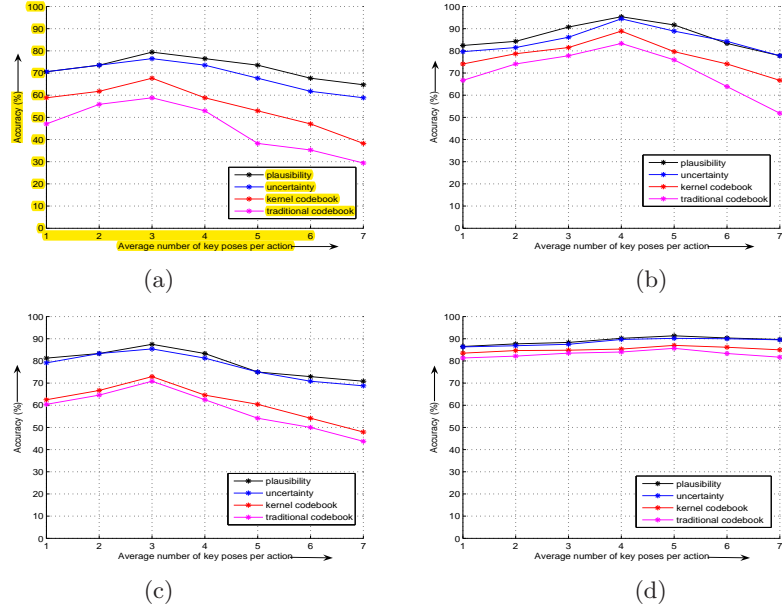 100
90
80
70
60
50
40
30
20
10
0
Accuracy (%)
plausibility
uncertainty
kernel codebook
traditional codebook
1 2 3 4 5 6 7
Average number of key poses per action
(a)
100
90
80
70
60
50
40
30
20
10
0
Accuracy (%)
plausibility
uncertainty
kernel codebook
traditional codebook
1 2 3 4 5 6 7
Average number of key poses per action
(b)
100
90
80
70
60
50
40
30
20
10
0
Accuracy (%)
plausibility
uncertainty
kernel codebook
traditional codebook
1 2 3 4 5 6 7
Average number of key poses per action
(c)
100
90
80
70
60
50
40
30
20
10
0
Accuracy (%)
plausibility
uncertainty
kernel codebook
traditional codebook
1 2 3 4 5 6 7
Average number of key poses per action
(d)